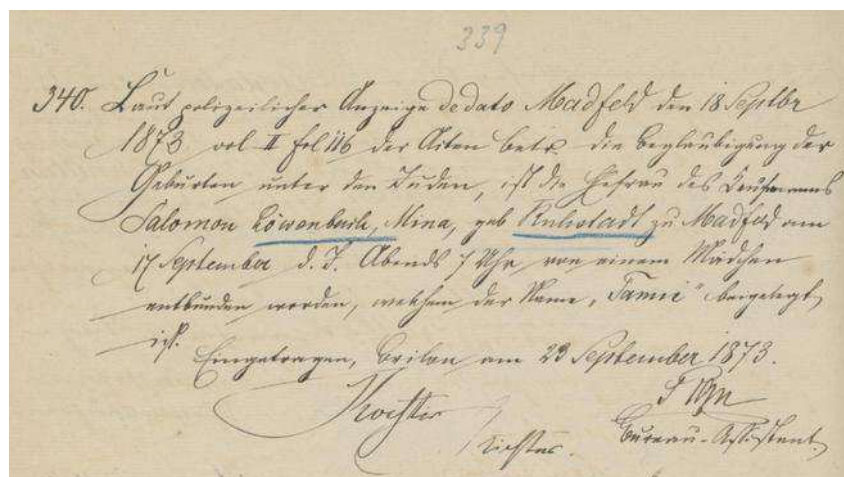 339
340. Laut polizeilicher Anzeige de dato Madfeld den 18 Septbr
1873 vol II fol 116 der Akten betr. die Beglaubigung der
Geburten unter den Juden, ist die Ehefrau des Kaufmanns
Salomon Löwenbach, Mina, geb Ruhstadt zu Madfeld am
17 September d. J. Abends 7 Uhr von einem Mädchen
entbunden worden, welchem der Name „Fanni" beigelegt
ist.
Eingetragen, Brilon am 23 September 1873.
Richter.
Bureau-Assistent